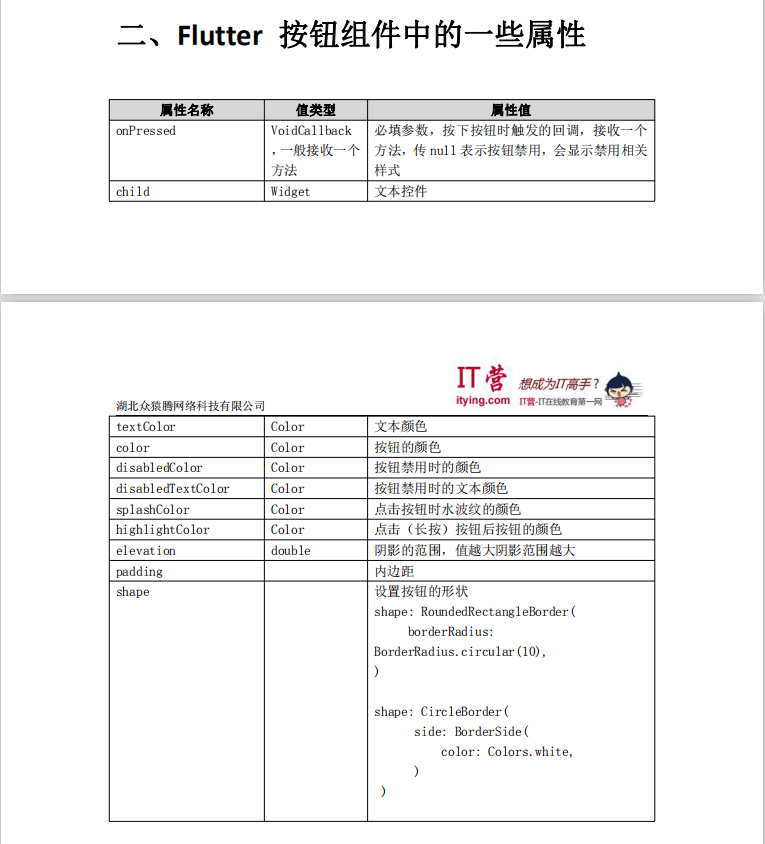 二、Flutter 按钮组件中的一些属性
属性名称 值类型 属性值
onPressed VoidCallback 必填参数，按下按钮时触发的回调，接收一个
，一般接收一个 方法，传 null 表示按钮禁用，会显示禁用相关
方法 样式
child Widget 文本控件
IT营 想成为IT高手？
itying.com IT营-IT在线教育第一网
湖北众猿腾网络科技有限公司
textColor Color 文本颜色
color Color 按钮的颜色
disabledColor Color 按钮禁用时的颜色
disabledTextColor Color 按钮禁用时的文本颜色
splashColor Color 点击按钮时水波纹的颜色
highlightColor Color 点击（长按）按钮后按钮的颜色
elevation double 阴影的范围，值越大阴影范围越大
padding 内边距
shape 设置按钮的形状
shape: RoundedRectangleBorder(
borderRadius:
BorderRadius.circular(10),
)
shape: CircleBorder(
side: BorderSide(
color: Colors.white,
)
)